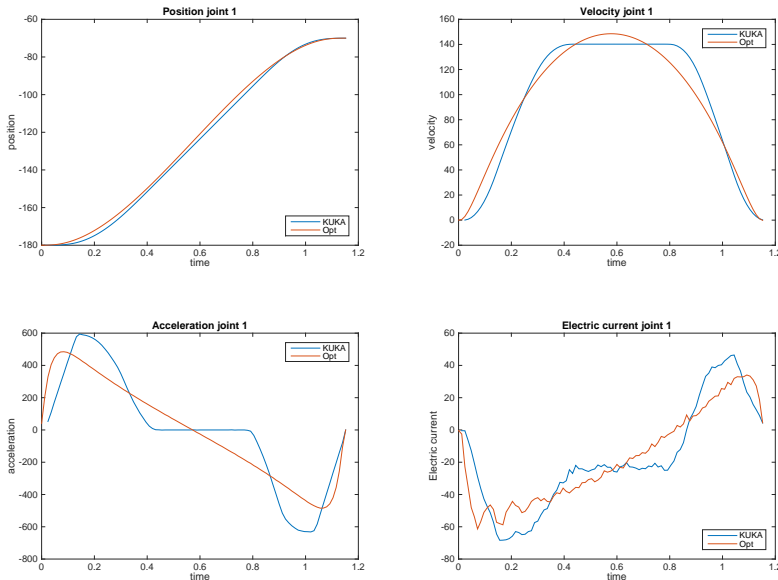 Position joint 1
-60
-80
-100
-120
-140
-160
-180
position
KUKA
Opt
0 0.2 0.4 0.6 0.8 1 1.2
time
Velocity joint 1
160
140
120
100
80
60
40
20
0
-20
velocity
KUKA
Opt
0 0.2 0.4 0.6 0.8 1 1.2
time
Acceleration joint 1
600
400
200
0
-200
-400
-600
-800
acceleration
KUKA
Opt
0 0.2 0.4 0.6 0.8 1 1.2
time
Electric current joint 1
60
40
20
0
-20
-40
-60
-80
Electric current
KUKA
Opt
0 0.2 0.4 0.6 0.8 1 1.2
time